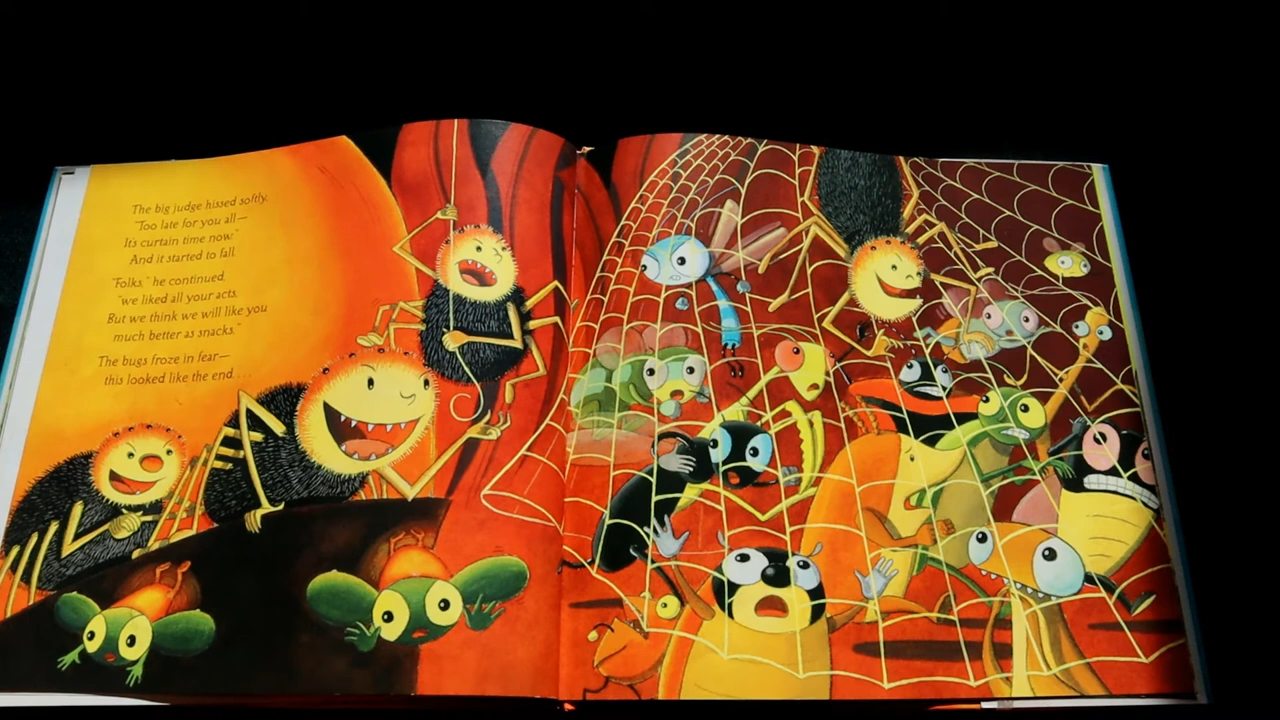 The big judge hissed softly,
"Too late for you all—
It's curtain time now."
And it started to fall.
"Folks," he continued,
"we liked all your acts.
But we think we will like you
much better as snacks."
The bugs froze in fear—
this looked like the end. . . .